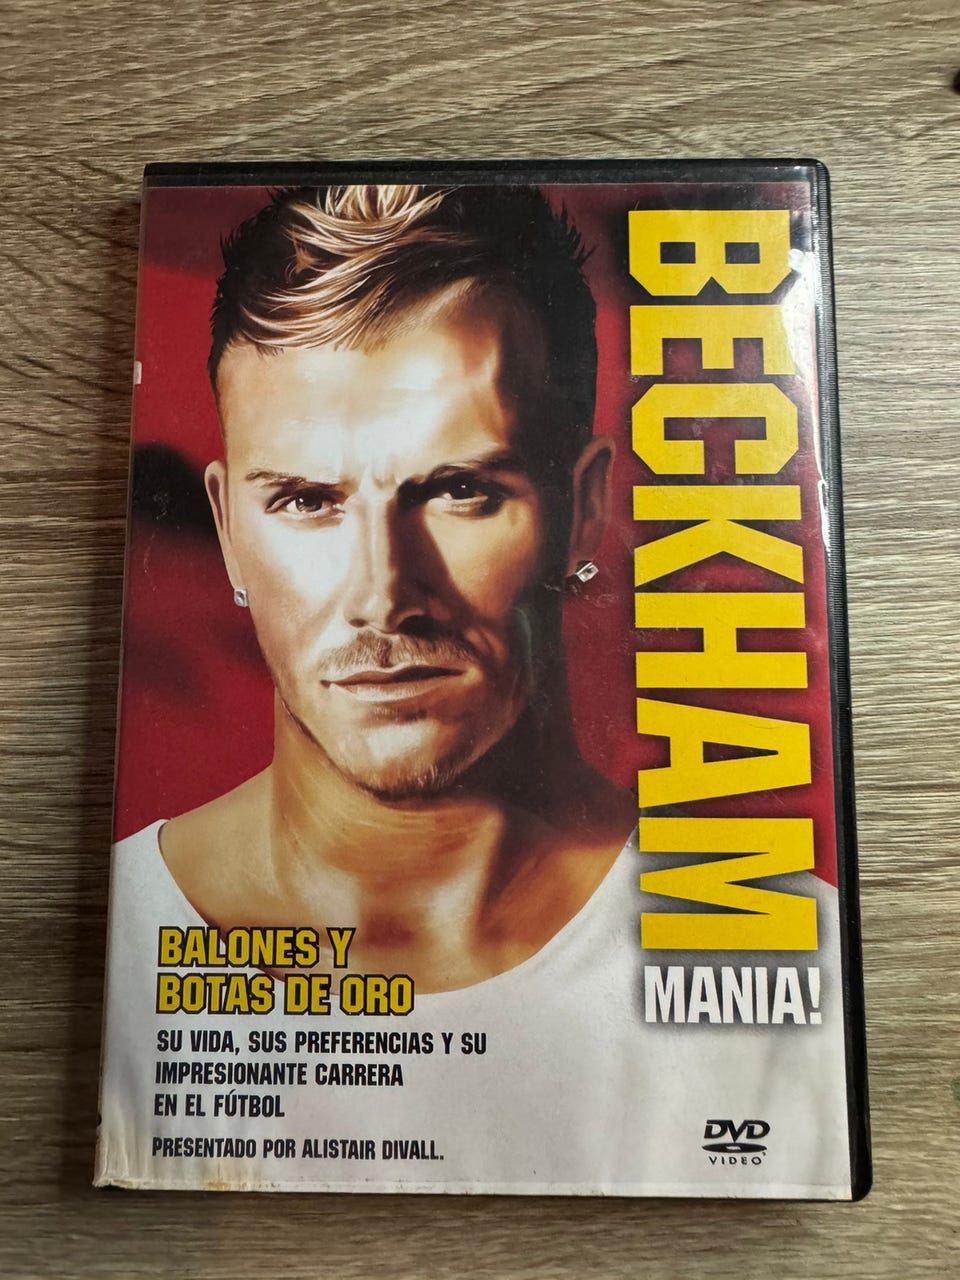 BECKHAM
MANIA!
BALONES Y
BOTAS DE ORO
SU VIDA, SUS PREFERENCIAS Y SU
IMPRESIONANTE CARRERA
EN EL FÚTBOL
PRESENTADO POR ALISTAIR DIVALL.
DVD
VIDEO